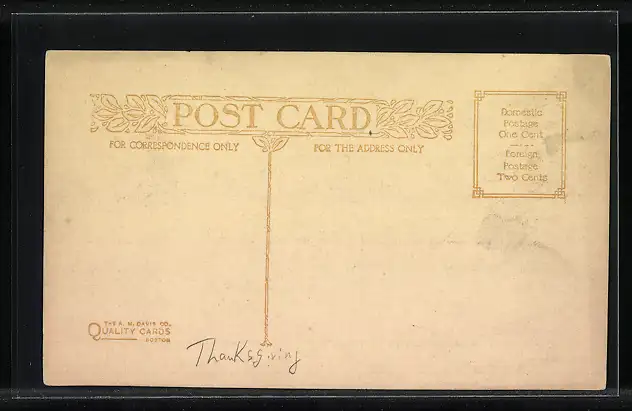 POST CARD
FOR CORRESPONDENCE ONLY
FOR THE ADDRESS ONLY
Domestic
Postage
One Cent
Foreign
Postage
Two Cents
THE A. M. DAVIS CO.
QUALITY CARDS
BOSTON
Thanksgiving